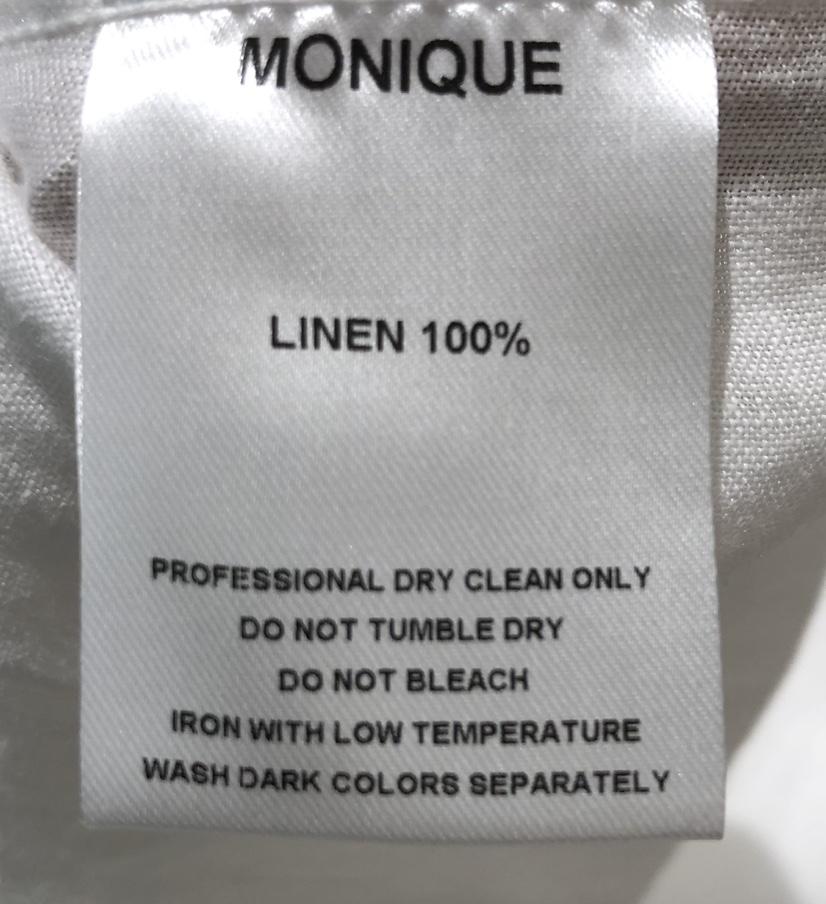 MONIQUE
LINEN 100%
PROFESSIONAL DRY CLEAN ONLY
DO NOT TUMBLE DRY
DO NOT BLEACH
IRON WITH LOW TEMPERATURE
WASH DARK COLORS SEPARATELY